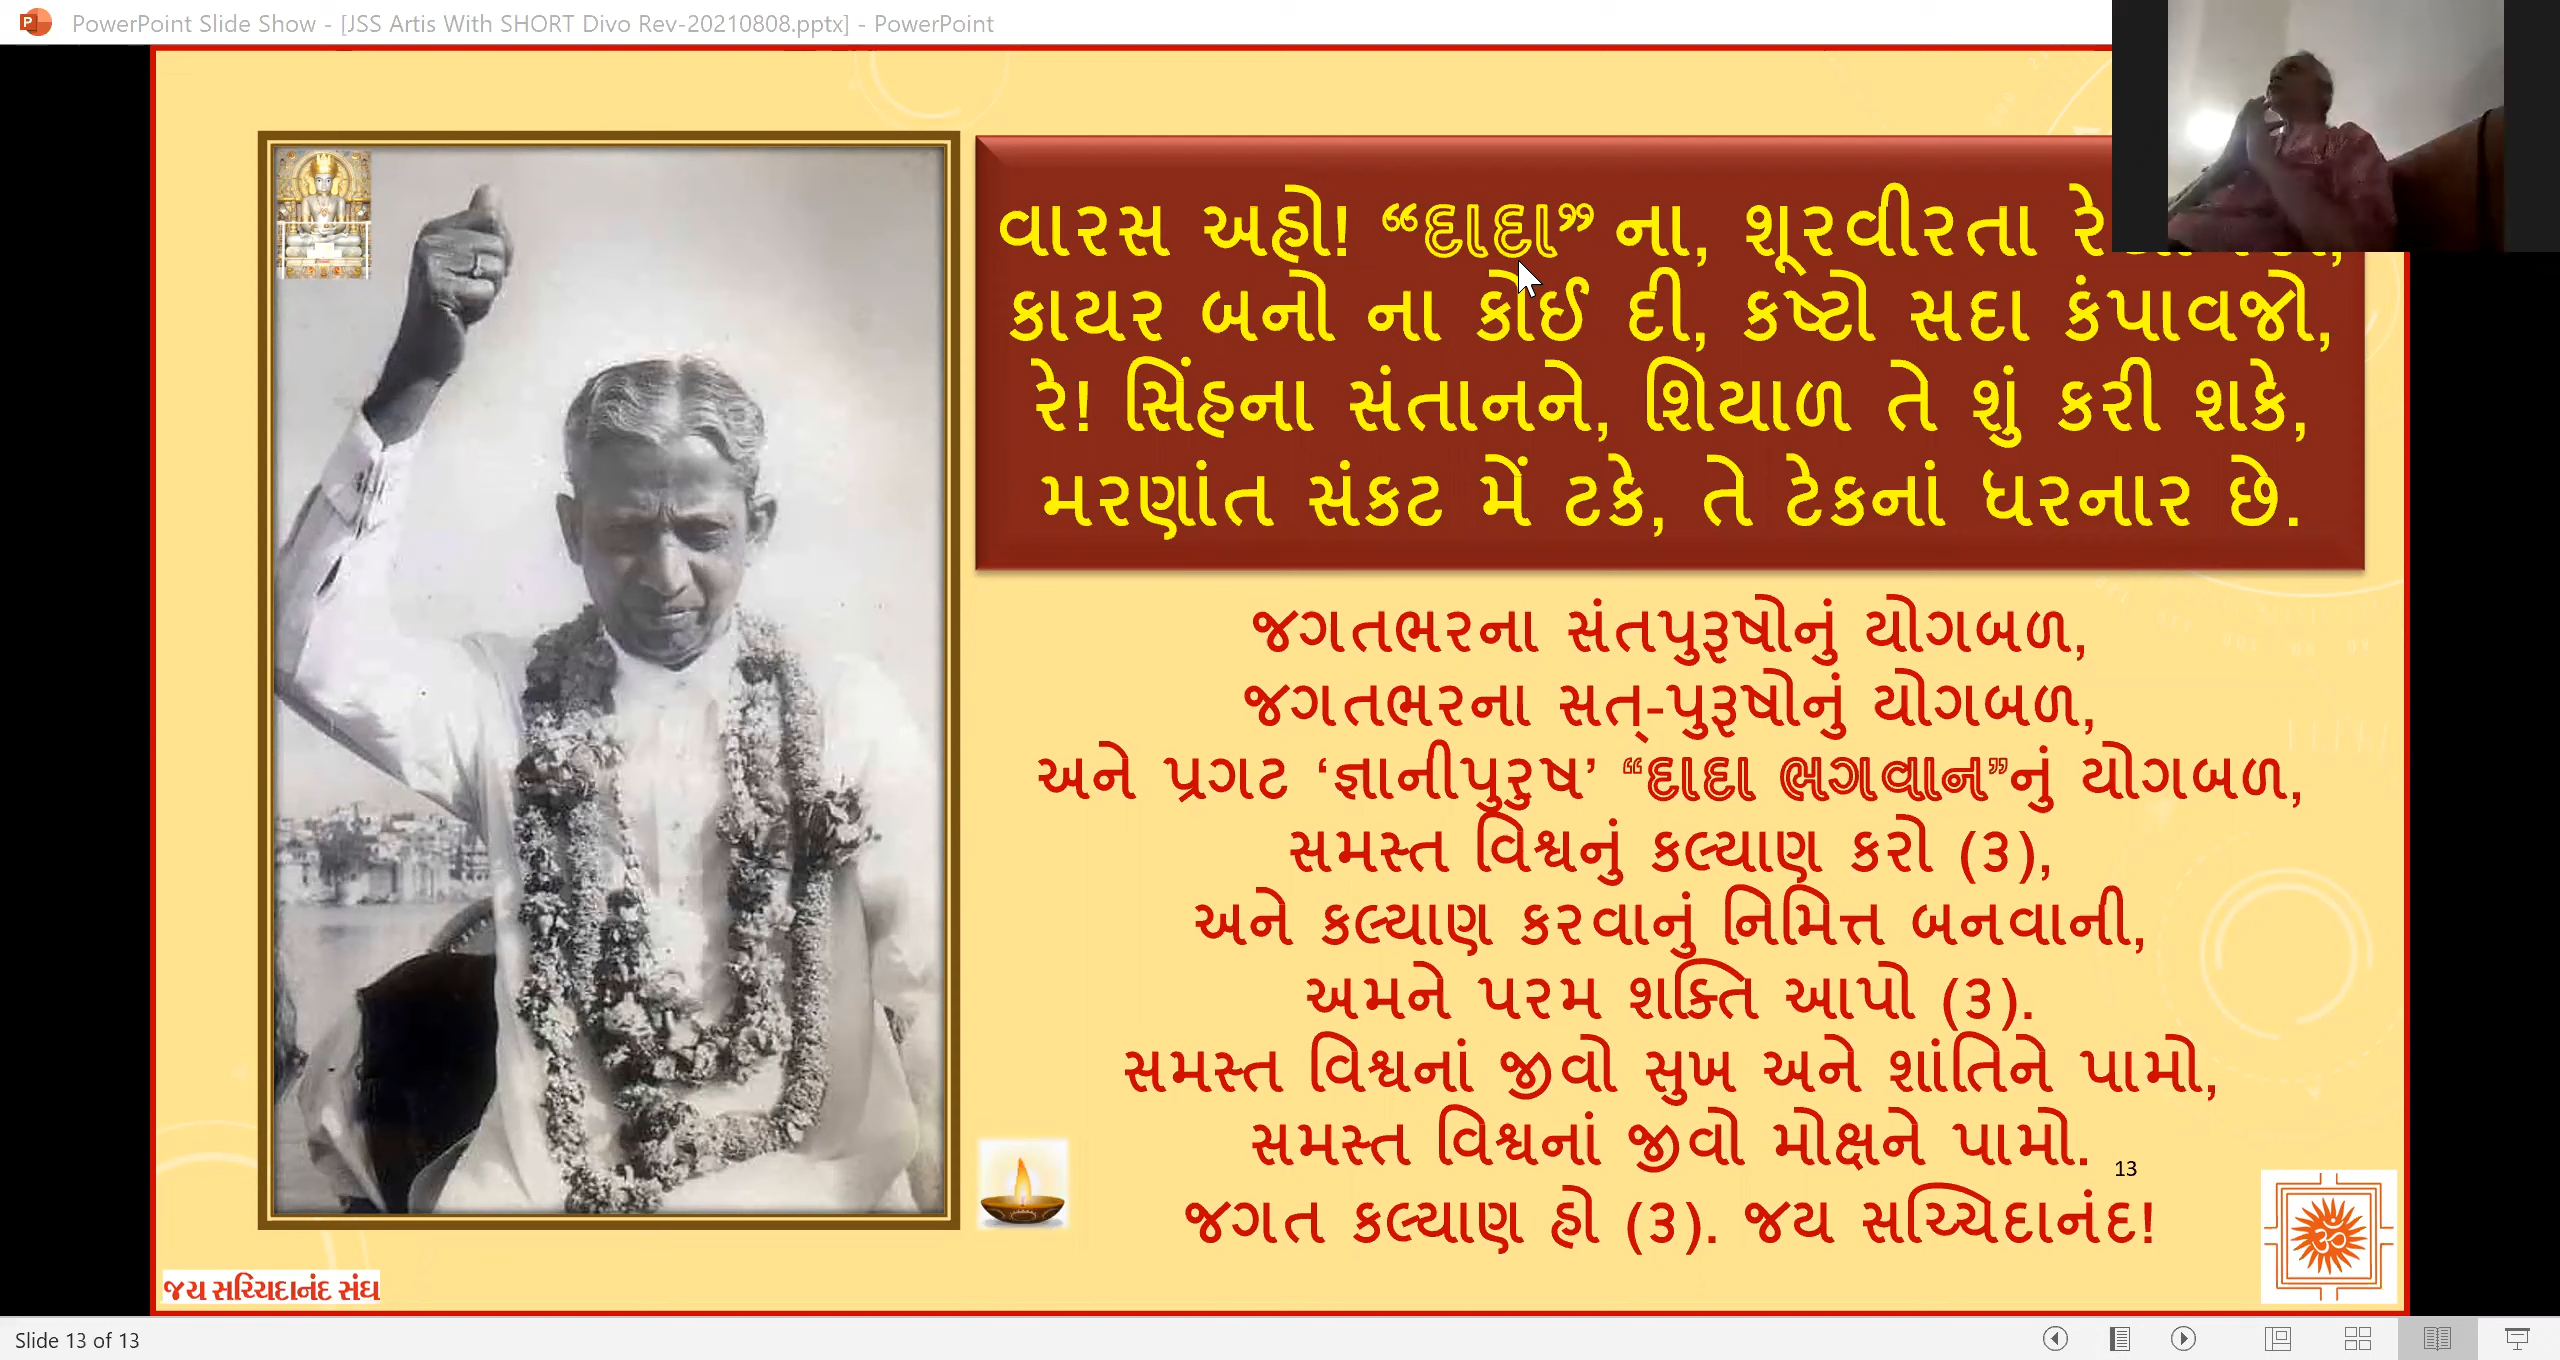 PowerPoint Slide Show - [JSS Artis With SHORT Divo Rev-20210808.pptx] - PowerPoint
વારસ અહો! “દાદા” ના, શૂરવીરતા
કાયર બનો ના કોઈ દી, કષ્ટો સદા કંપાવજો,
રે! સિંહના સંતાનને, શિયાળ તે શું કરી શકે,
મરણાંત સંકટ મેં ટકે, તે ટેકનાં ધરનાર છે.
જગતભરના સંતપુરૂષોનું યોગબળ,
જગતભરના સત્-પુરૂષોનું યોગબળ,
અને પ્રગટ ‘જ્ઞાનીપુરુષ’ “દાદા ભગવાન”નું યોગબળ,
સમસ્ત વિશ્વનું કલ્યાણ કરો (૩),
અને કલ્યાણ કરવાનું નિમિત્ત બનવાની,
અમને પરમ શક્તિ આપો (૩).
સમસ્ત વિશ્વનાં જીવો સુખ અને શાંતિને પામો,
સમસ્ત વિશ્વનાં જીવો મોક્ષને પામો.
13
જગત કલ્યાણ હો (૩). જય સચ્ચિદાનંદ!
જય સચ્ચિદાનંદ સંઘ
Slide 13 of 13